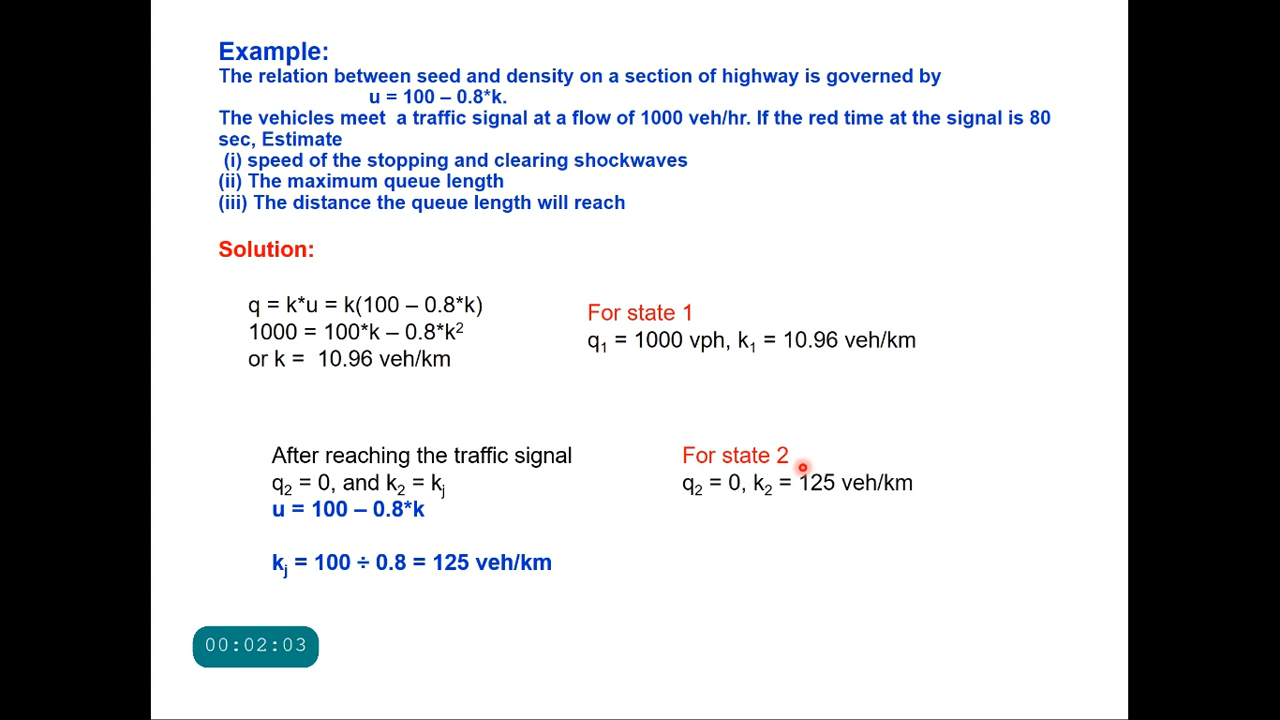 Example:
The relation between seed and density on a section of highway is governed by
u = 100 – 0.8*k.
The vehicles meet  a traffic signal at a flow of 1000 veh/hr. If the red time at the signal is 80
sec, Estimate
(i) speed of the stopping and clearing shockwaves
(ii) The maximum queue length
(iii) The distance the queue length will reach
Solution:
q = k*u = k(100 – 0.8*k)
1000 = 100*k – 0.8*k²
or k =  10.96 veh/km
For state 1
q₁ = 1000 vph, k₁ = 10.96 veh/km
After reaching the traffic signal
q₂ = 0, and k₂ = kⱼ
u = 100 – 0.8*k
kⱼ = 100 ÷ 0.8 = 125 veh/km
For state 2
q₂ = 0, k₂ = 125 veh/km
00:02:03